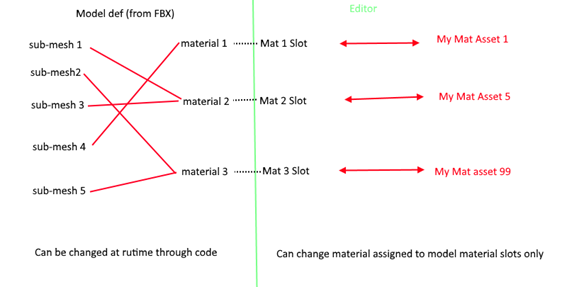 Model def (from FBX)
Editor
sub-mesh 1
material 1
Mat 1 Slot
My Mat Asset 1
sub-mesh2
sub-mesh 3
material 2
Mat 2 Slot
My Mat Asset 5
sub-mesh 4
material 3
Mat 3 Slot
My Mat asset 99
sub-mesh 5
Can be changed at rutime through code
Can change material assigned to model material slots only